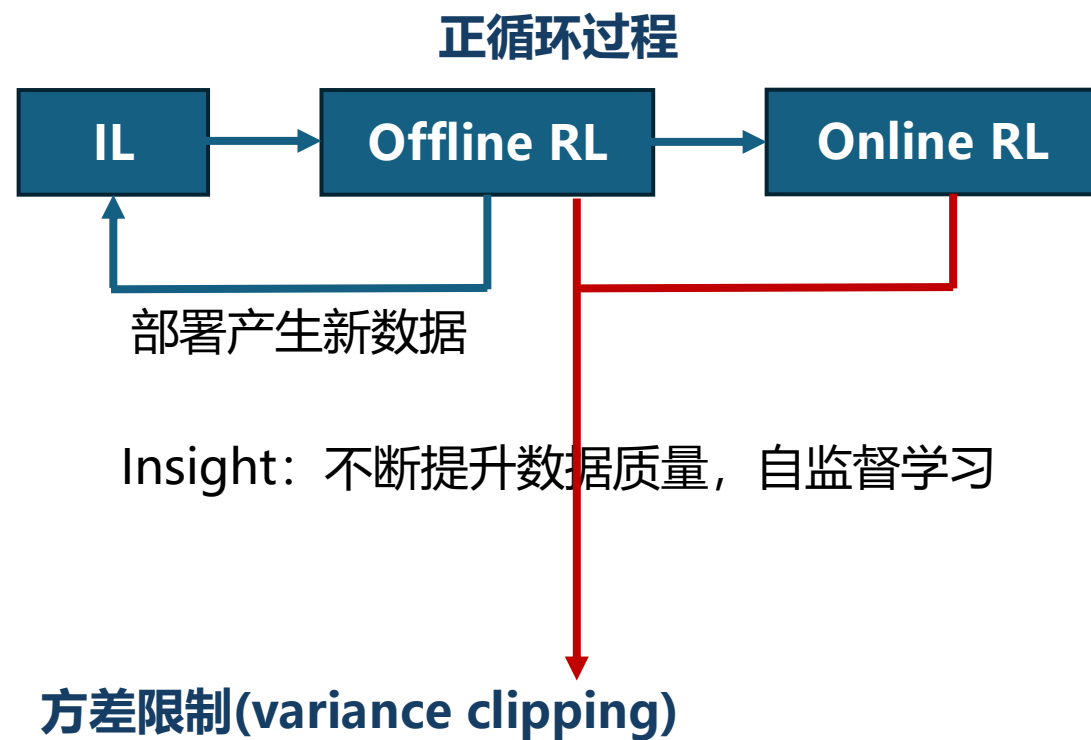 正循环过程
IL
Offline RL
Online RL
部署产生新数据
Insight：不断提升数据质量，自监督学习
方差限制(variance clipping)